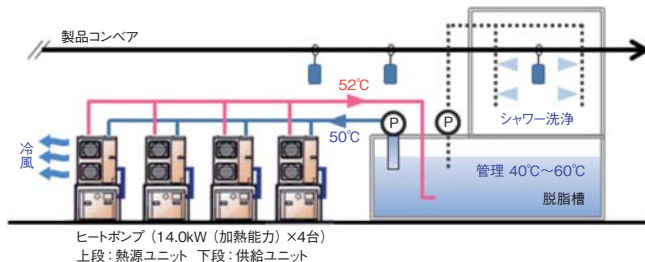 製品コンベア
52℃
P
P
シャワー洗浄
50℃
冷風
管理 40℃～60℃
脱脂槽
ヒートポンプ（14.0kW（加熱能力）×4台）
上段：熱源ユニット 下段：供給ユニット